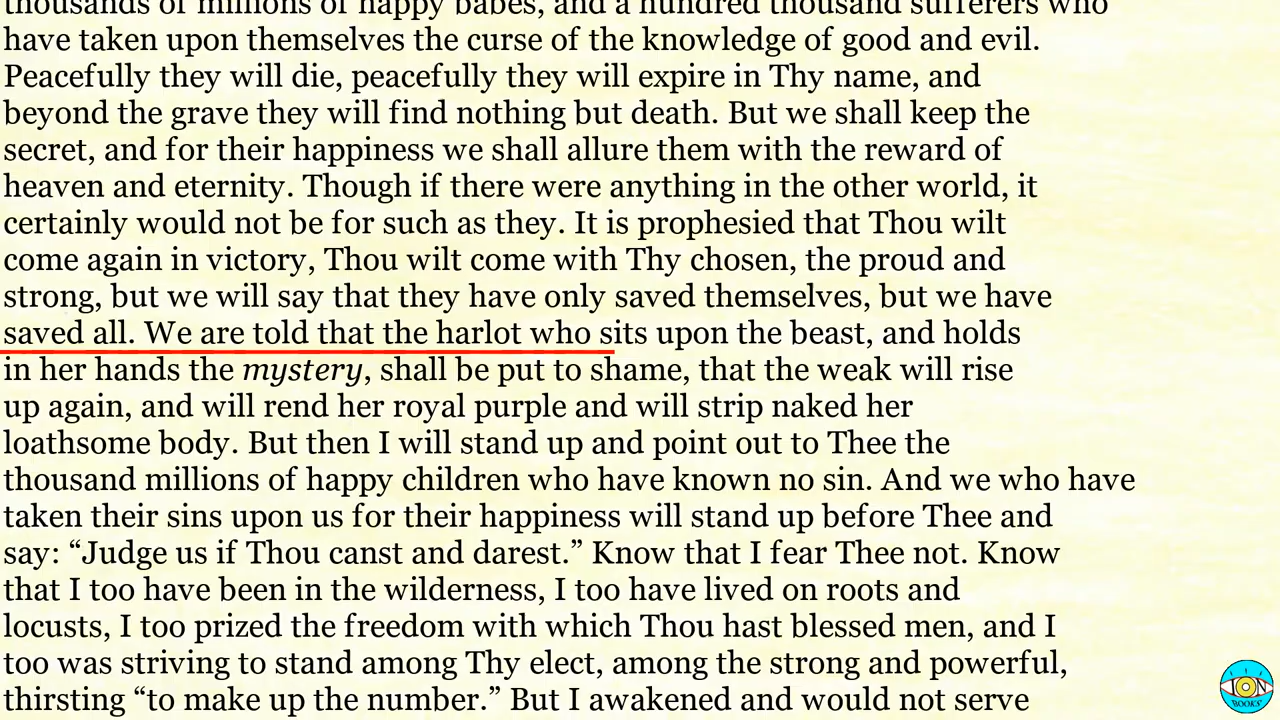 thousands of millions of happy babes, and a hundred thousand sufferers who
have taken upon themselves the curse of the knowledge of good and evil.
Peacefully they will die, peacefully they will expire in Thy name, and
beyond the grave they will find nothing but death. But we shall keep the
secret, and for their happiness we shall allure them with the reward of
heaven and eternity. Though if there were anything in the other world, it
certainly would not be for such as they. It is prophesied that Thou wilt
come again in victory, Thou wilt come with Thy chosen, the proud and
strong, but we will say that they have only saved themselves, but we have
saved all. We are told that the harlot who sits upon the beast, and holds
in her hands the mystery, shall be put to shame, that the weak will rise
up again, and will rend her royal purple and will strip naked her
loathsome body. But then I will stand up and point out to Thee the
thousand millions of happy children who have known no sin. And we who have
taken their sins upon us for their happiness will stand up before Thee and
say: “Judge us if Thou canst and darest.” Know that I fear Thee not. Know
that I too have been in the wilderness, I too have lived on roots and
locusts, I too prized the freedom with which Thou hast blessed men, and I
too was striving to stand among Thy elect, among the strong and powerful,
thirsting “to make up the number.” But I awakened and would not serve
ION
BOOKS